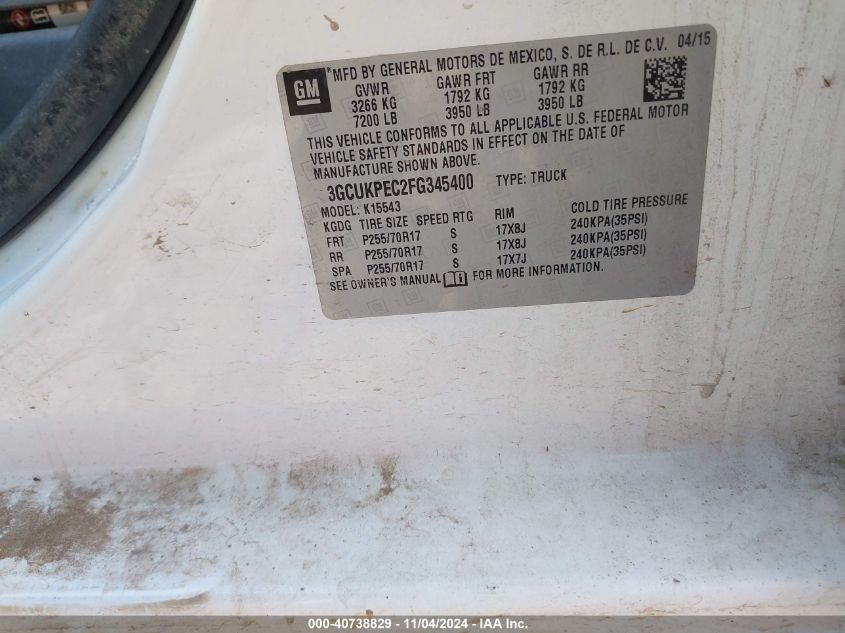 GM
®MFD BY GENERAL MOTORS DE MEXICO, S. DE R.L. DE C.V. 04/15
GVWR GAWR FRT GAWR RR
3266 KG 1792 KG 1792 KG
7200 LB 3950 LB 3950 LB
THIS VEHICLE CONFORMS TO ALL APPLICABLE U.S. FEDERAL MOTOR
VEHICLE SAFETY STANDARDS IN EFFECT ON THE DATE OF
MANUFACTURE SHOWN ABOVE.
3GCUKPEC2FG345400 TYPE: TRUCK
MODEL: K15543
KGDG TIRE SIZE SPEED RTG RIM COLD TIRE PRESSURE
FRT P255/70R17 S 17X8J 240KPA(35PSI)
RR P255/70R17 S 17X8J 240KPA(35PSI)
SPA P255/70R17 S 17X7J 240KPA(35PSI)
SEE OWNER'S MANUAL FOR MORE INFORMATION.
000-40738829 - 11/04/2024 - IAA Inc.